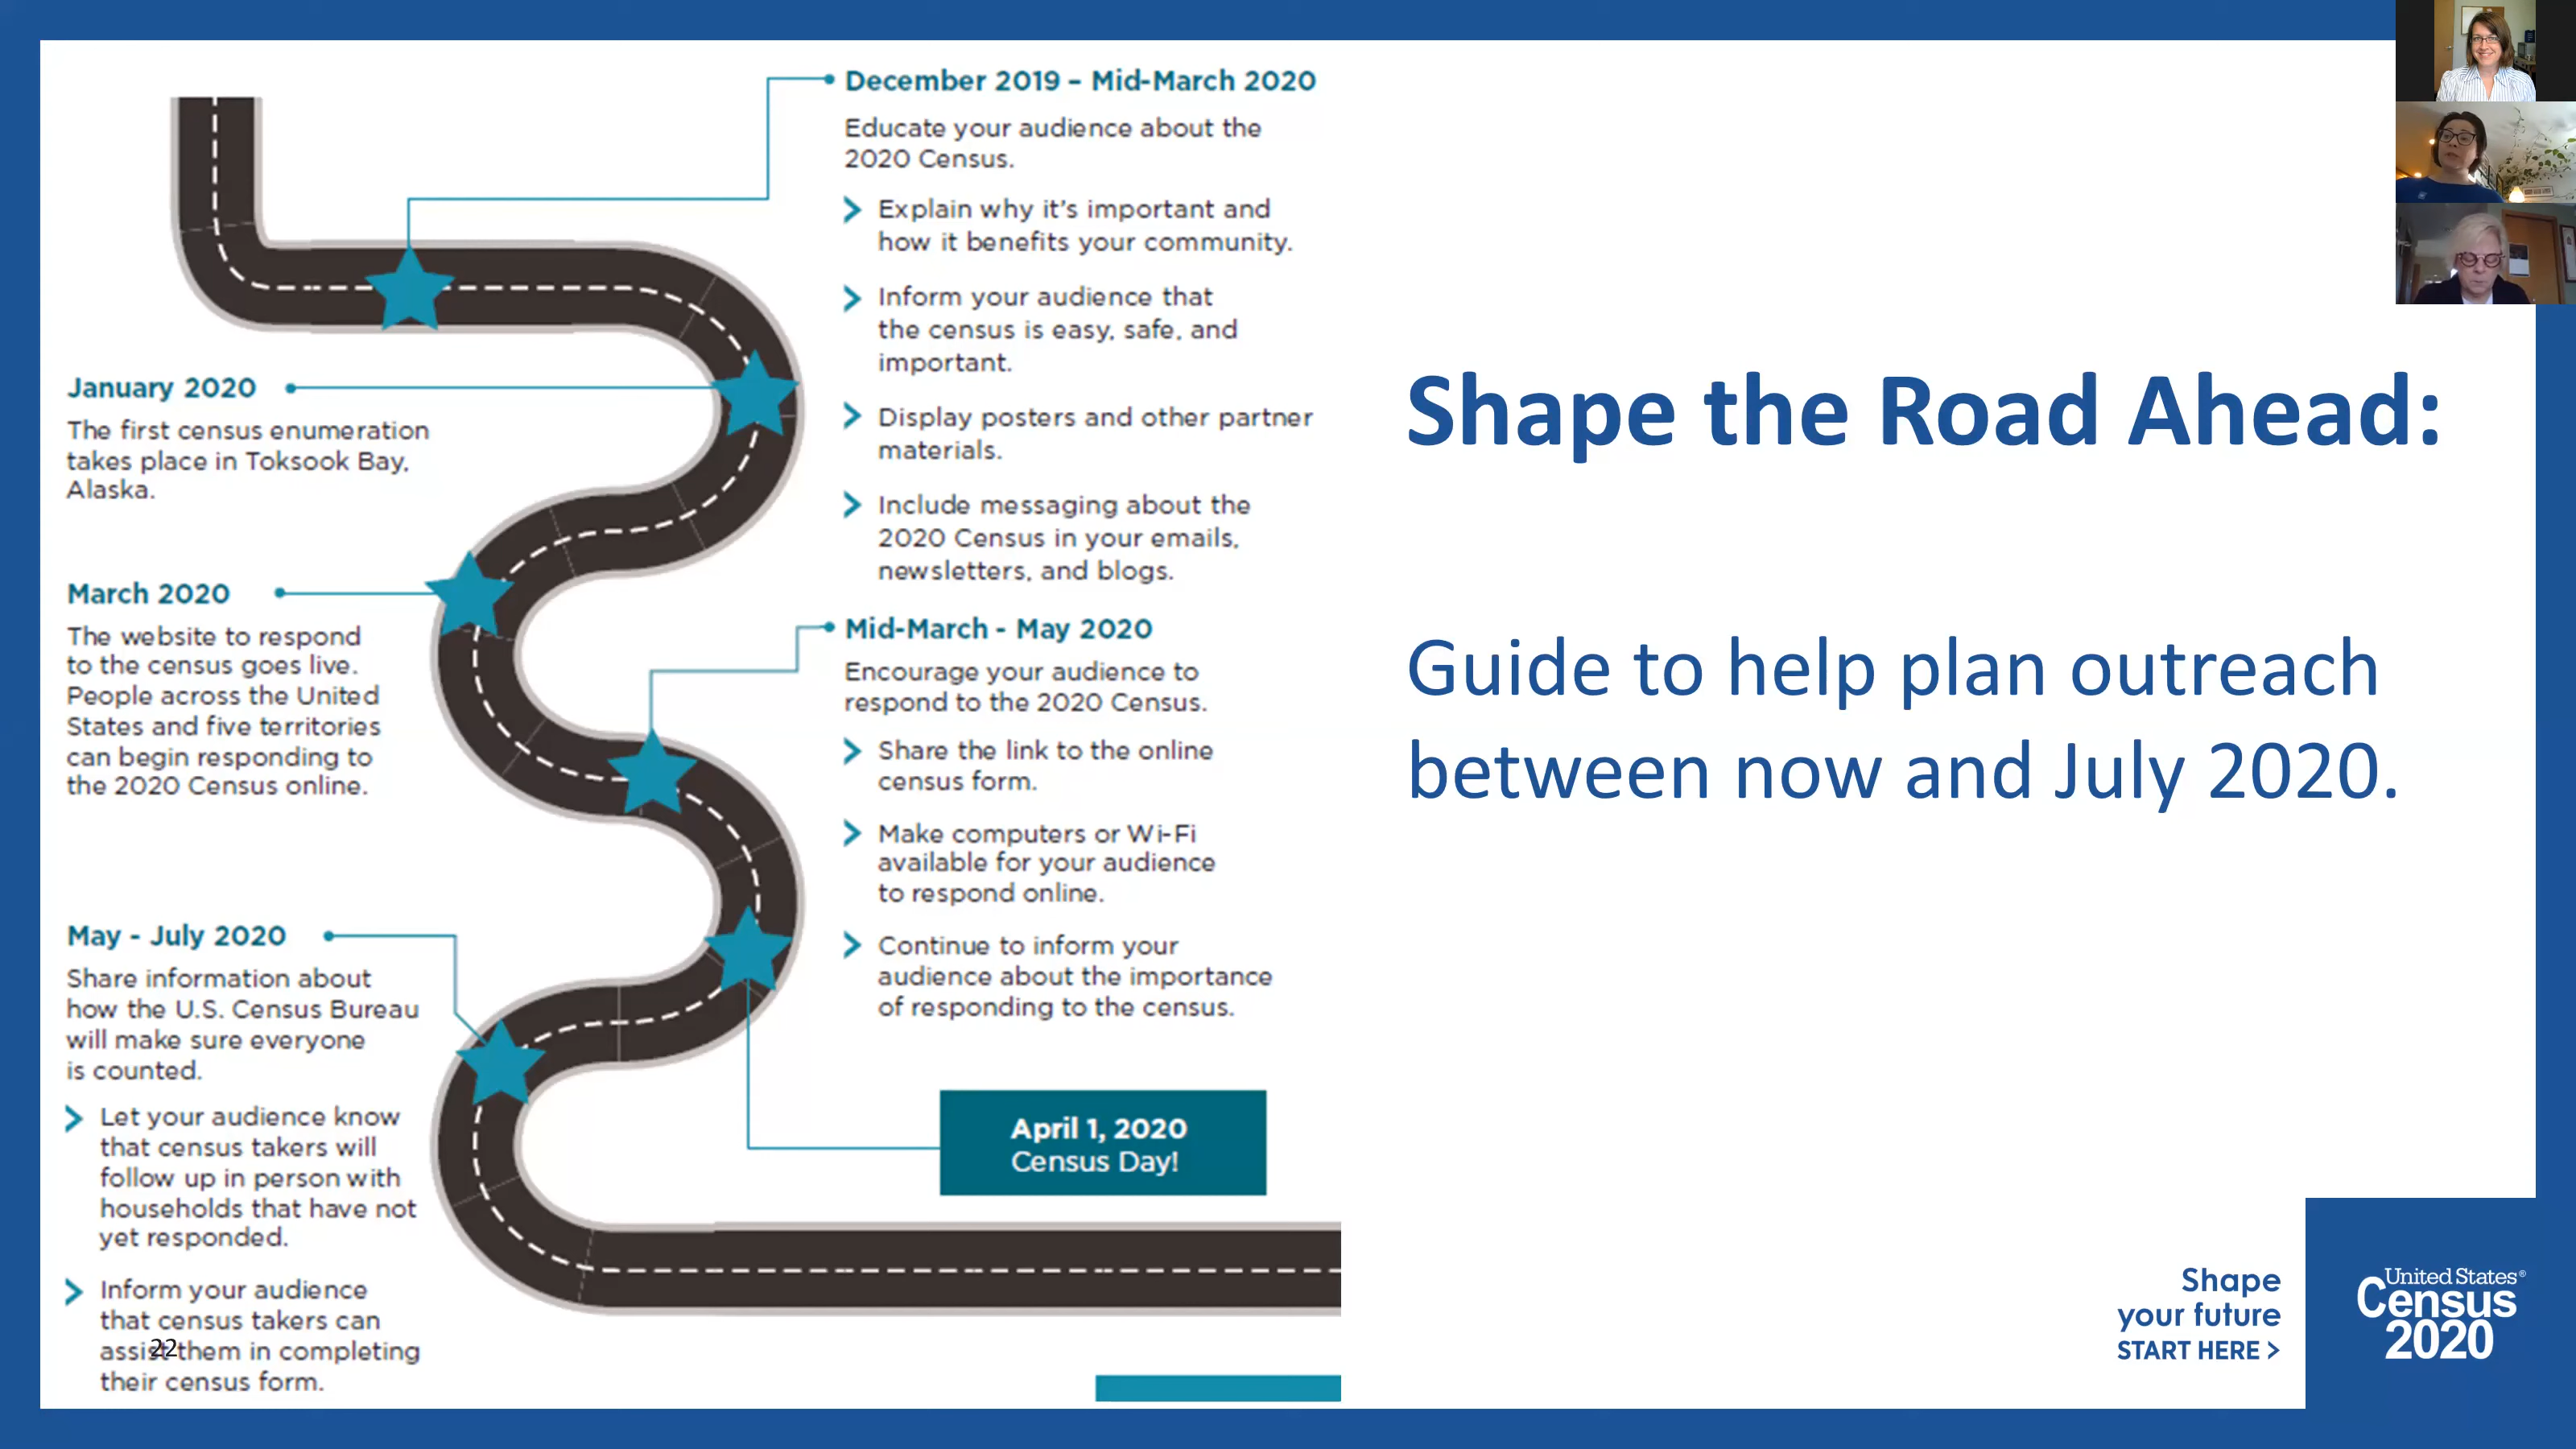 December 2019 – Mid-March 2020
Educate your audience about the
2020 Census.
Explain why it's important and
how it benefits your community.
Inform your audience that
the census is easy, safe, and
important.
Display posters and other partner
materials.
Include messaging about the
2020 Census in your emails,
newsletters, and blogs.
January 2020
The first census enumeration
takes place in Toksook Bay,
Alaska.
March 2020
The website to respond
to the census goes live.
People across the United
States and five territories
can begin responding to
the 2020 Census online.
Mid-March - May 2020
Encourage your audience to
respond to the 2020 Census.
Share the link to the online
census form.
Make computers or Wi-Fi
available for your audience
to respond online.
Continue to inform your
audience about the importance
of responding to the census.
April 1, 2020
Census Day!
May - July 2020
Share information about
how the U.S. Census Bureau
will make sure everyone
is counted.
Let your audience know
that census takers will
follow up in person with
households that have not
yet responded.
Inform your audience
that census takers can
assist them in completing
their census form.
22
Shape the Road Ahead:
Guide to help plan outreach
between now and July 2020.
Shape
your future
START HERE >
United States®
Census
2020